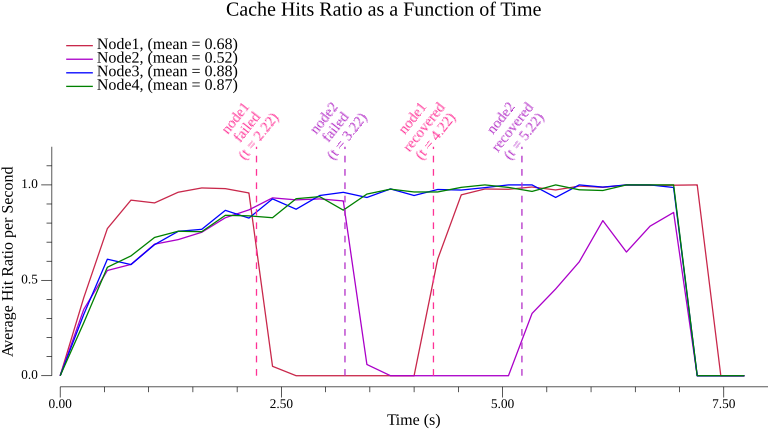 Cache Hits Ratio as a Function of Time
Node1, (mean = 0.68)
Node2, (mean = 0.52)
Node3, (mean = 0.88)
Node4, (mean = 0.87)
node1
failed
(t = 2.22)
node2
failed
(t = 3.22)
node1
recovered
(t = 4.22)
node2
recovered
(t = 5.22)
Average Hit Ratio per Second
1.0
0.5
0.0
0.00
2.50
5.00
7.50
Time (s)